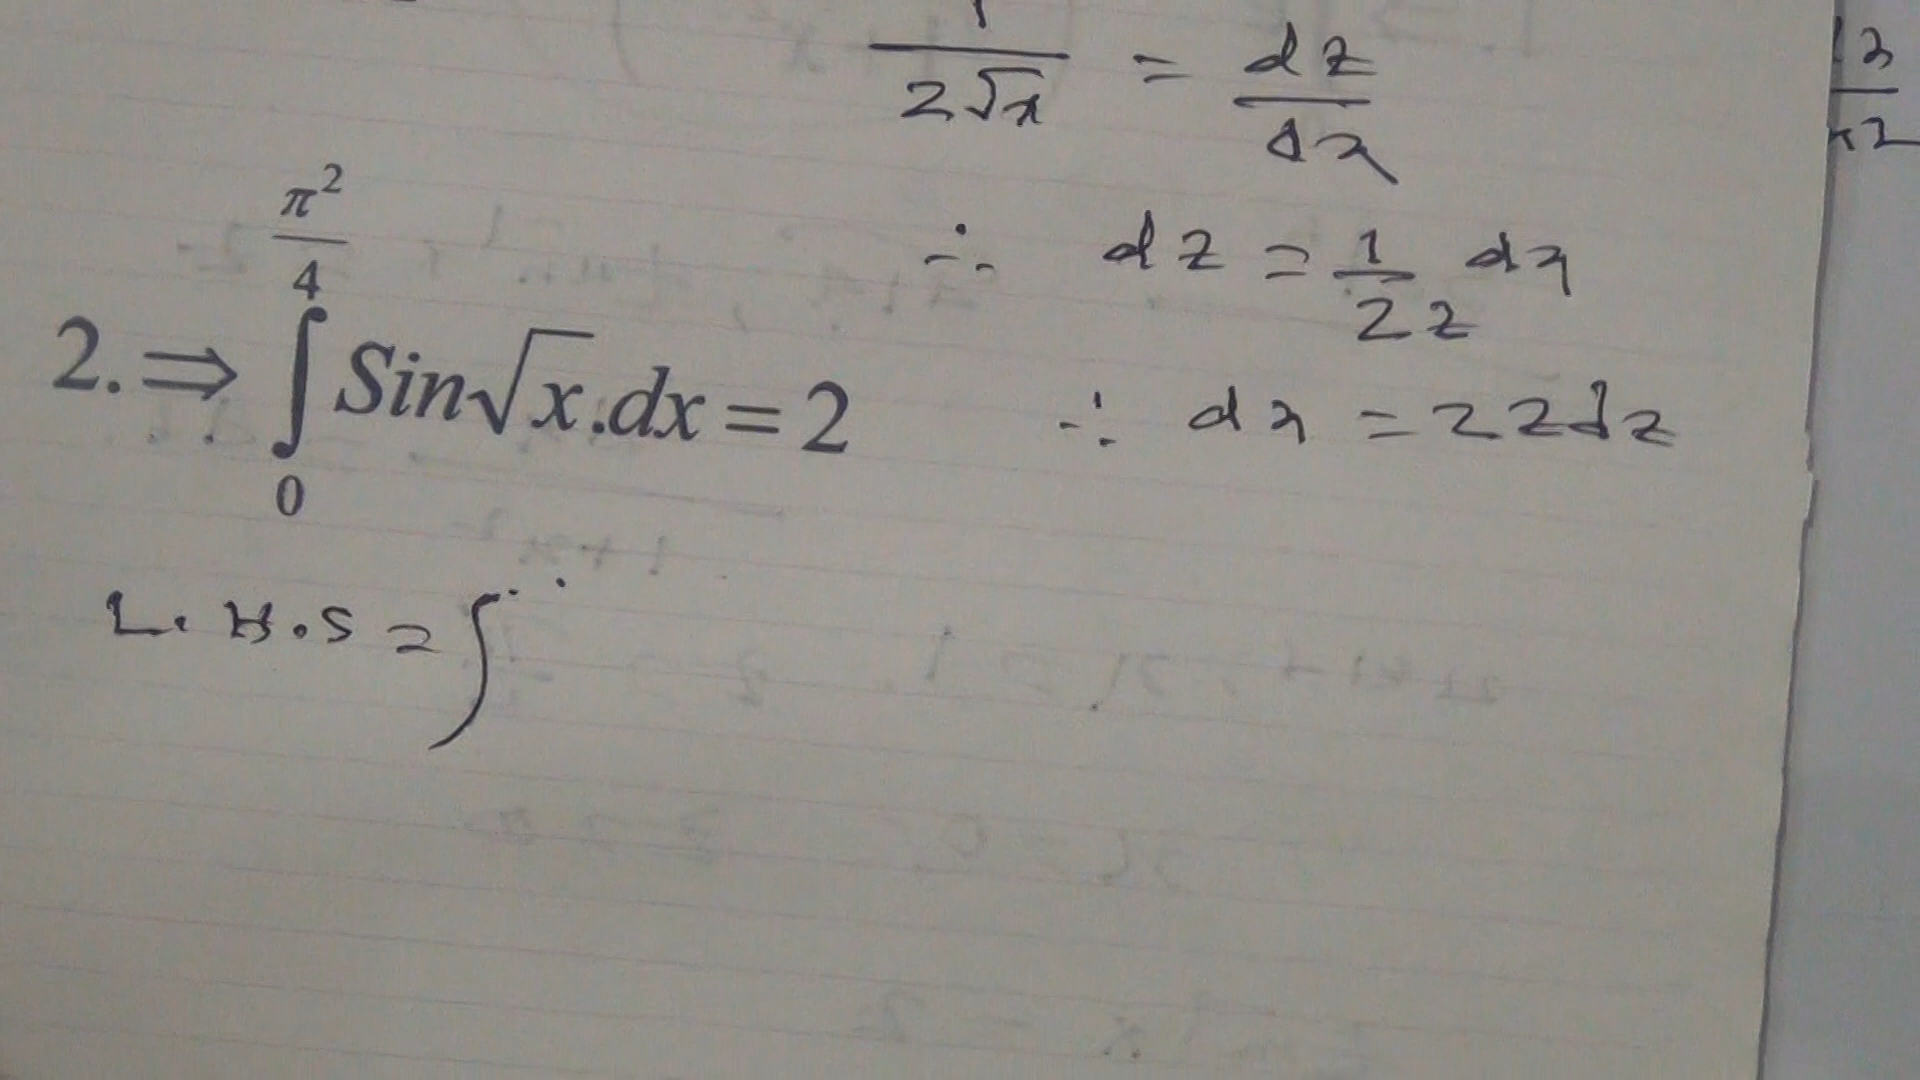 1/(2√x) = dz/dx
∴ dz = 1/(2z) dx
2. ⇒ ∫₀^(π²/4) Sin√x.dx = 2
∴ dx = 2zdz
L.H.S = ∫